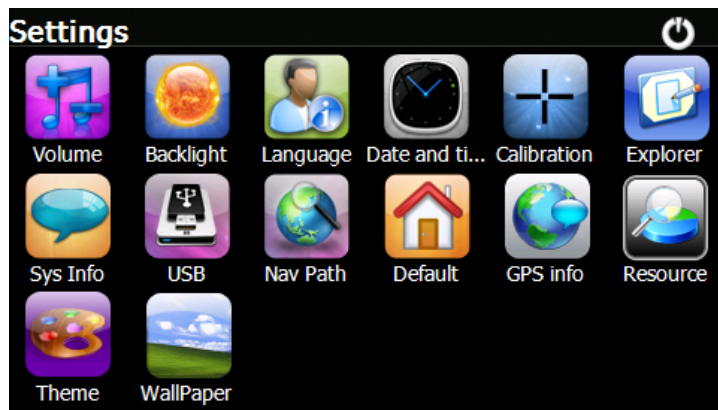 Settings
Volume Backlight Language Date and ti... Calibration Explorer
Sys Info USB Nav Path Default GPS info Resource
Theme WallPaper